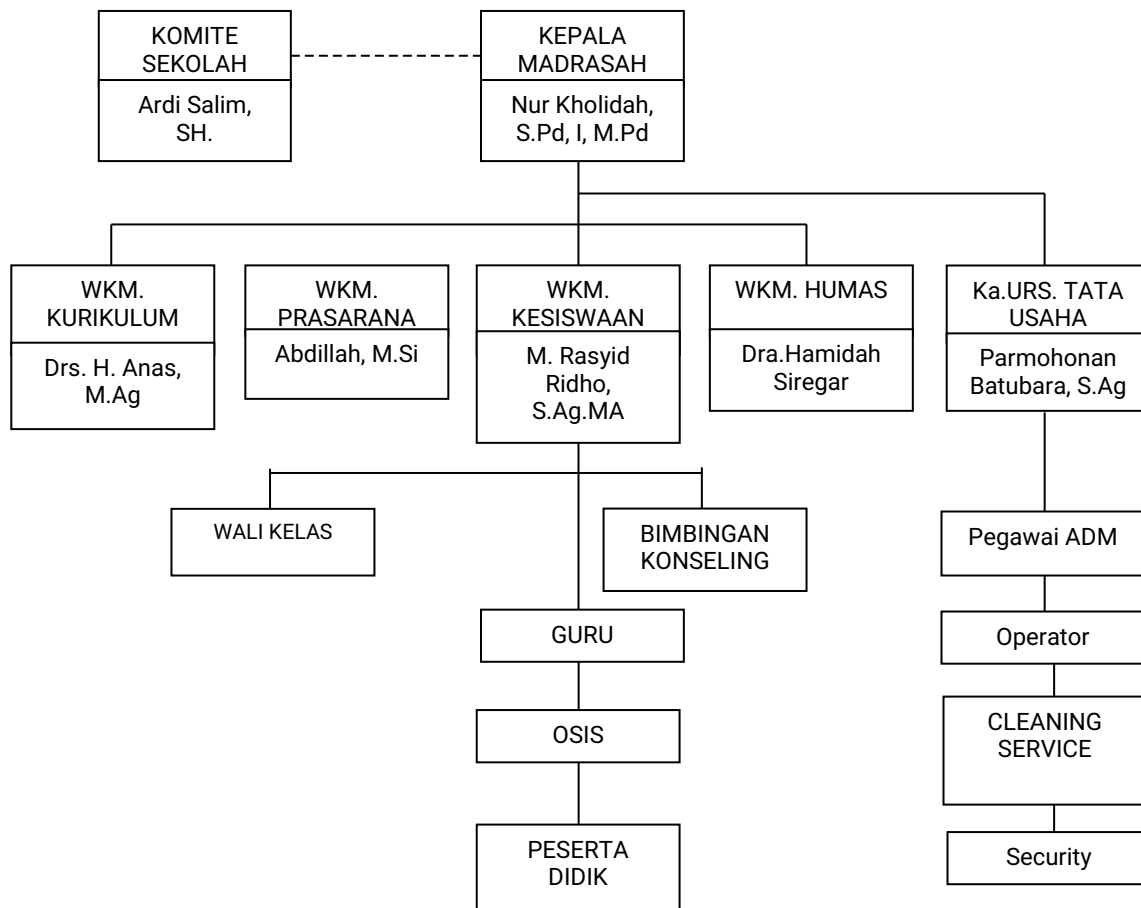 KOMITE
SEKOLAH
Ardi Salim,
SH.
KEPALA
MADRASAH
Nur Kholidah,
S.Pd, I, M.Pd
WKM.
KURIKULUM
Drs. H. Anas,
M.Ag
WKM.
PRASARANA
Abdillah, M.Si
WKM.
KESISWAAN
M. Rasyid
Ridho,
S.Ag.MA
WKM. HUMAS
Dra.Hamidah
Siregar
Ka.URS. TATA
USAHA
Parmohonan
Batubara, S.Ag
WALI KELAS
BIMBINGAN
KONSELING
Pegawai ADM
GURU
Operator
OSIS
CLEANING
SERVICE
PESERTA
DIDIK
Security